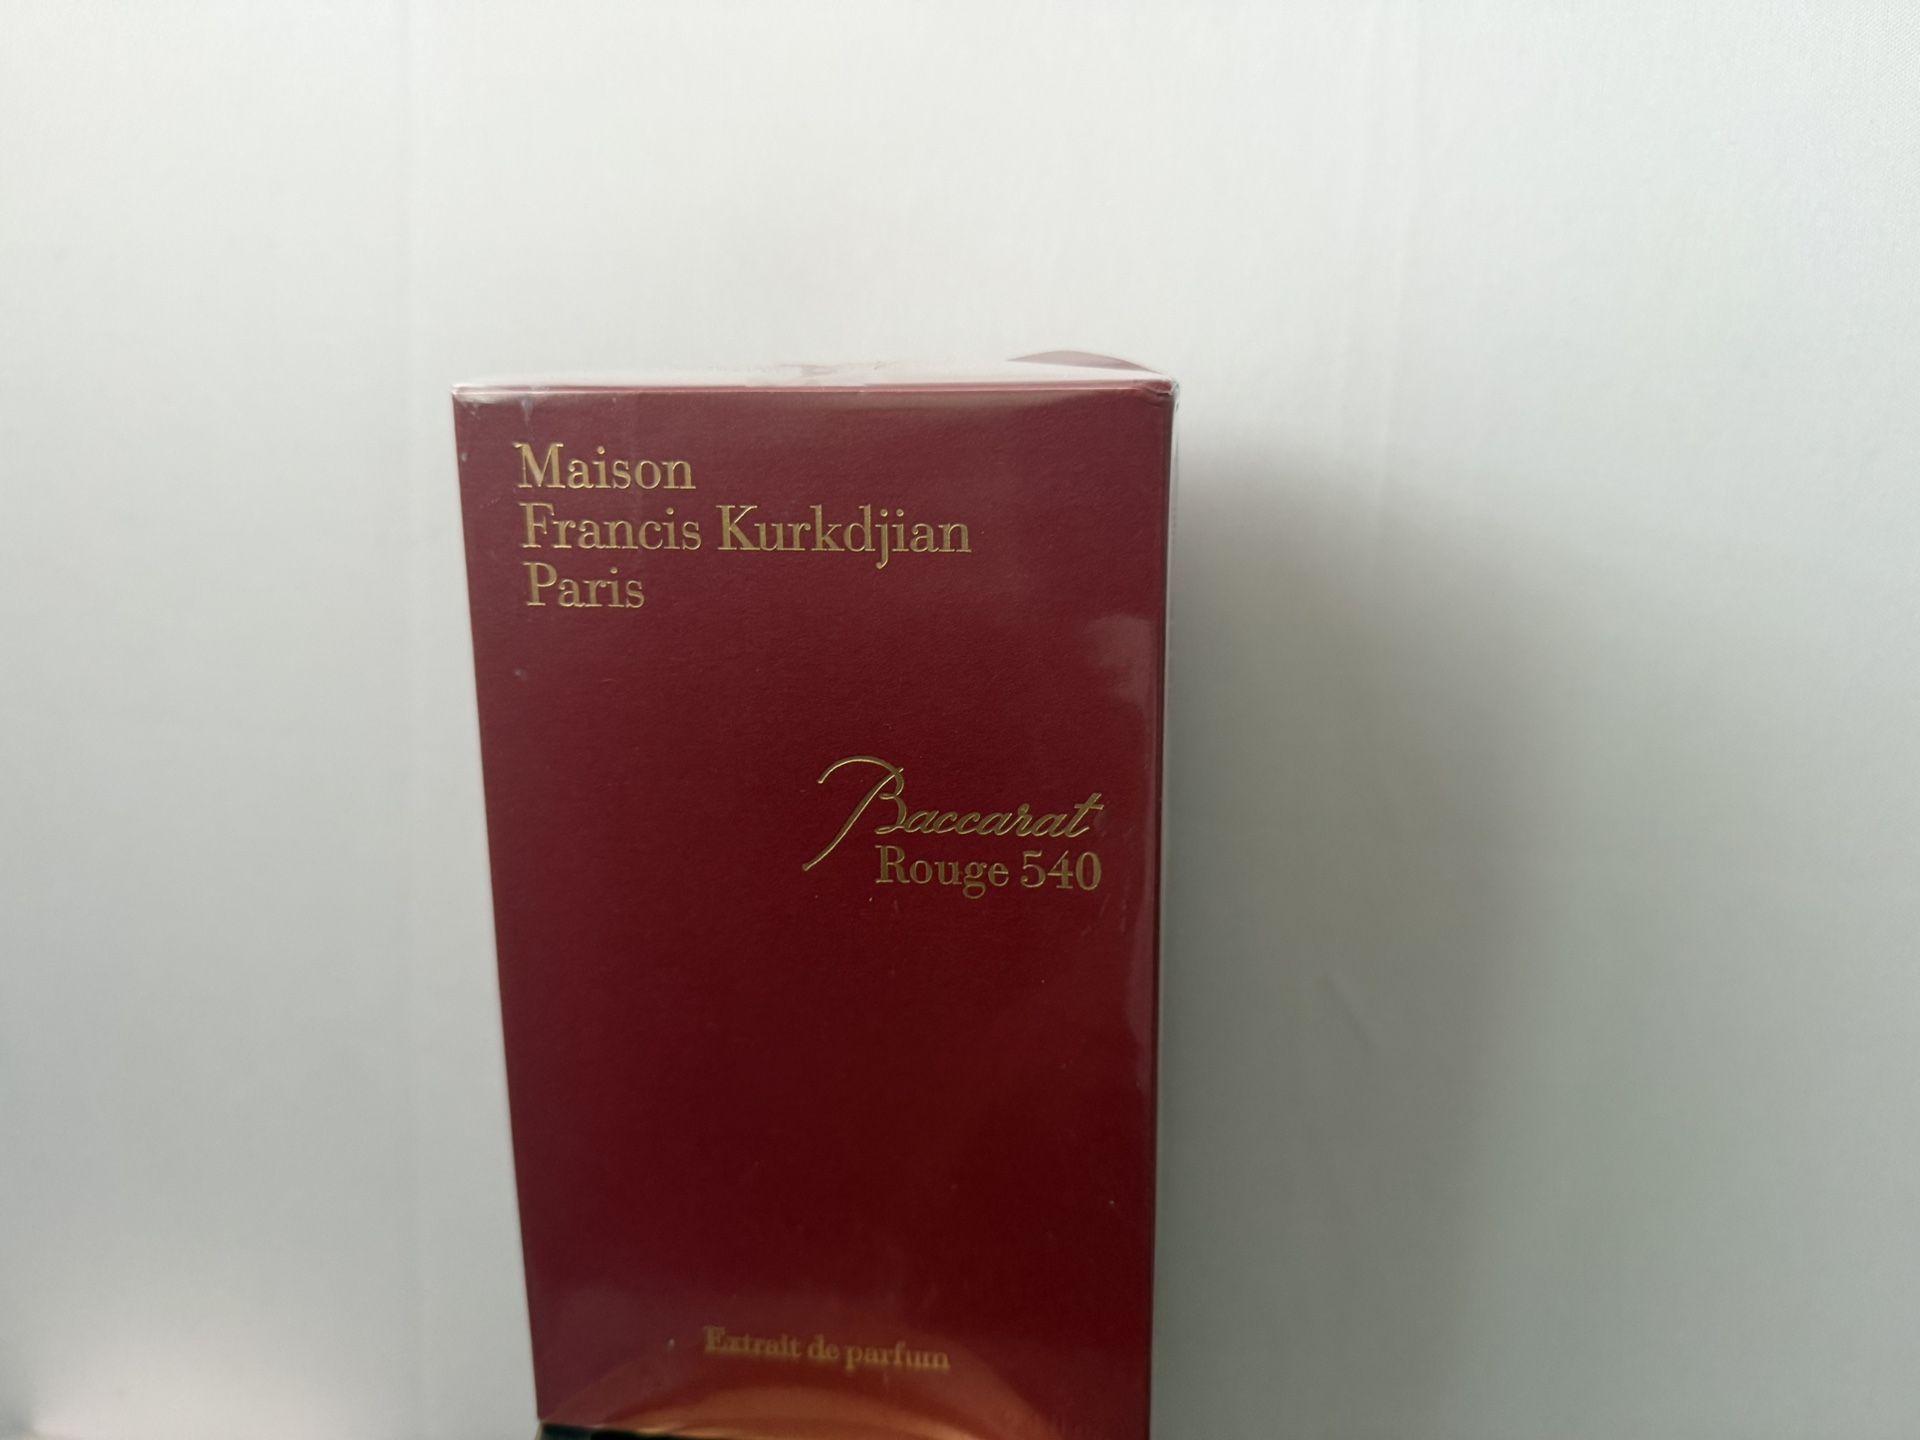 Maison
Francis Kurkdjian
Paris
Baccarat
Rouge 540
Extrait de parfum